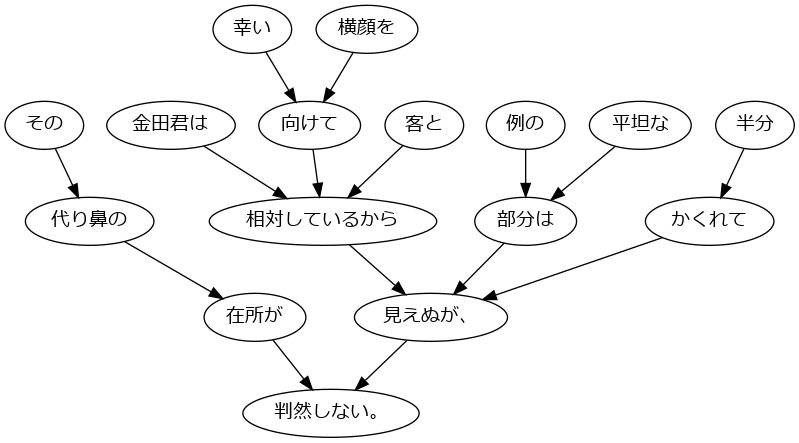 幸い
横顔を
その
金田君は
向けて
客と
例の
平坦な
半分
代り鼻の
相対しているから
部分は
かくれて
在所が
見えぬが、
判然しない。